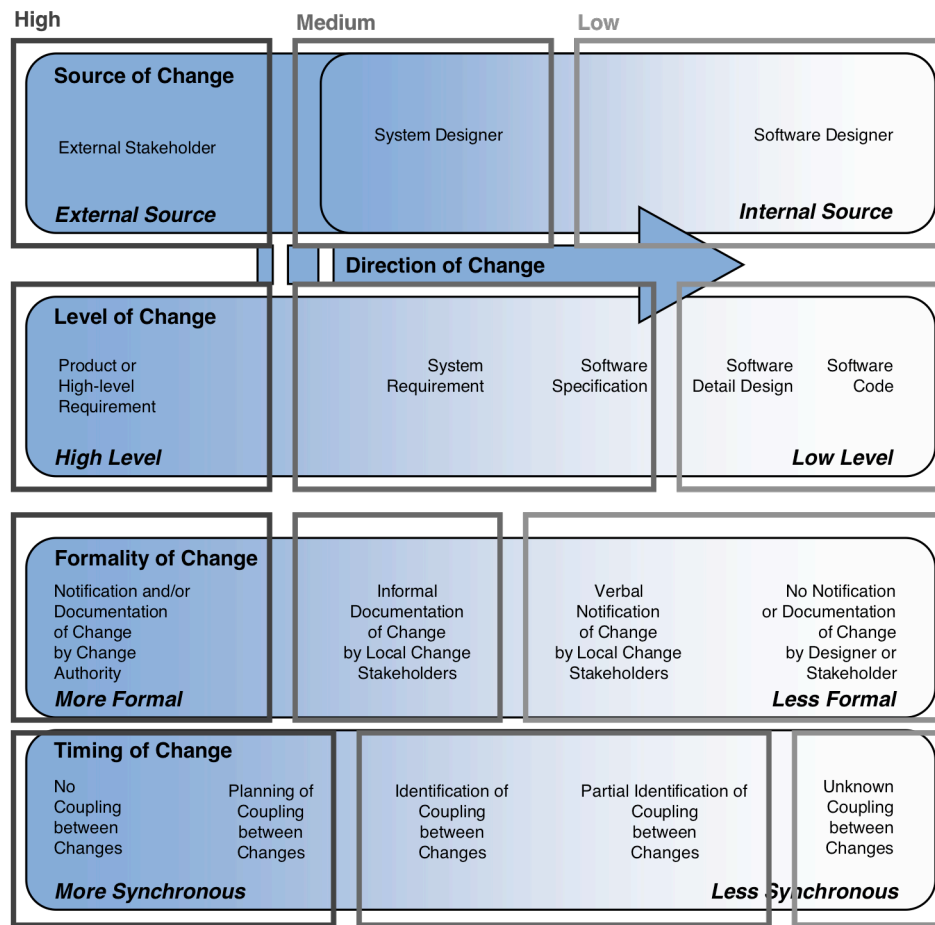 High
Medium
Low
Source of Change
External Stakeholder
System Designer
Software Designer
External Source
Internal Source
Direction of Change
Level of Change
Product or
High-level
Requirement
System
Requirement
Software
Specification
Software
Detail Design
Software
Code
High Level
Low Level
Formality of Change
Notification and/or
Documentation
of Change
by Change
Authority
Informal
Documentation
of Change
by Local Change
Stakeholders
Verbal
Notification
of Change
by Local Change
Stakeholders
No Notification
or Documentation
of Change
by Designer or
Stakeholder
More Formal
Less Formal
Timing of Change
No
Coupling
between
Changes
Planning of
Coupling
between
Changes
Identification of
Coupling
between
Changes
Partial Identification of
Coupling
between
Changes
Unknown
Coupling
between
Changes
More Synchronous
Less Synchronous